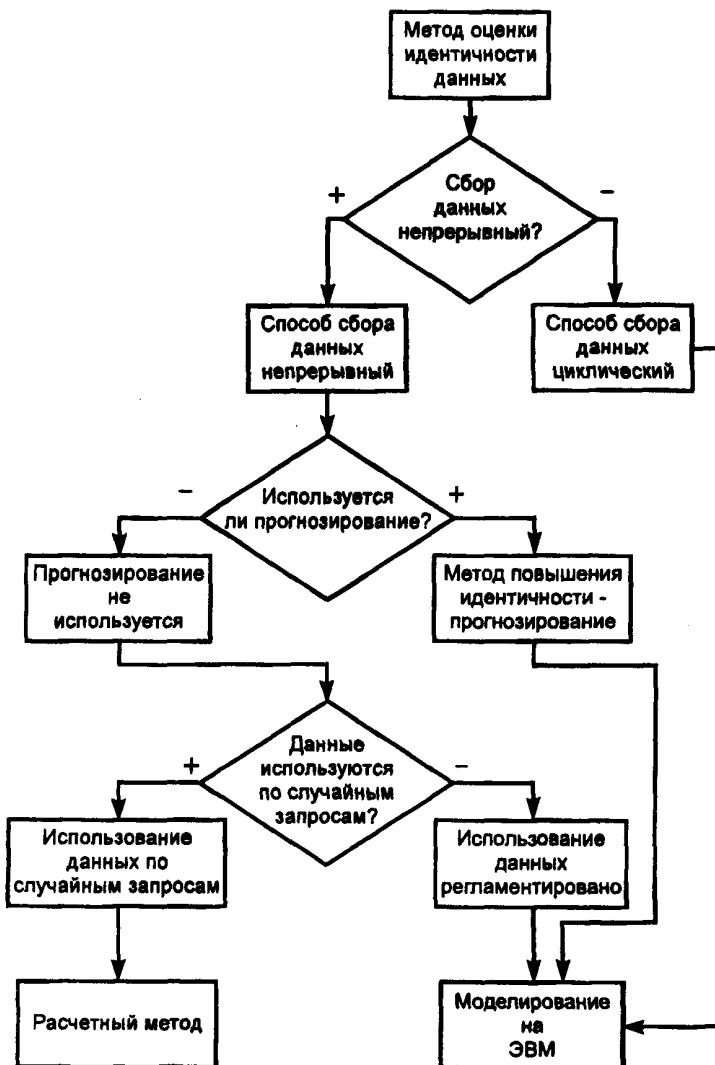 Метод оценки
идентичности
данных
Сбор
данных
непрерывный?
+
−
Способ сбора
данных
непрерывный
Способ сбора
данных
циклический
Используется
ли прогнозирование?
−
+
Прогнозирование
не
используется
Метод повышения
идентичности -
прогнозирование
Данные
используются
по случайным
запросам?
+
−
Использование
данных по
случайным запросам
Использование
данных
регламентировано
Расчетный метод
Моделирование
на
ЭВМ